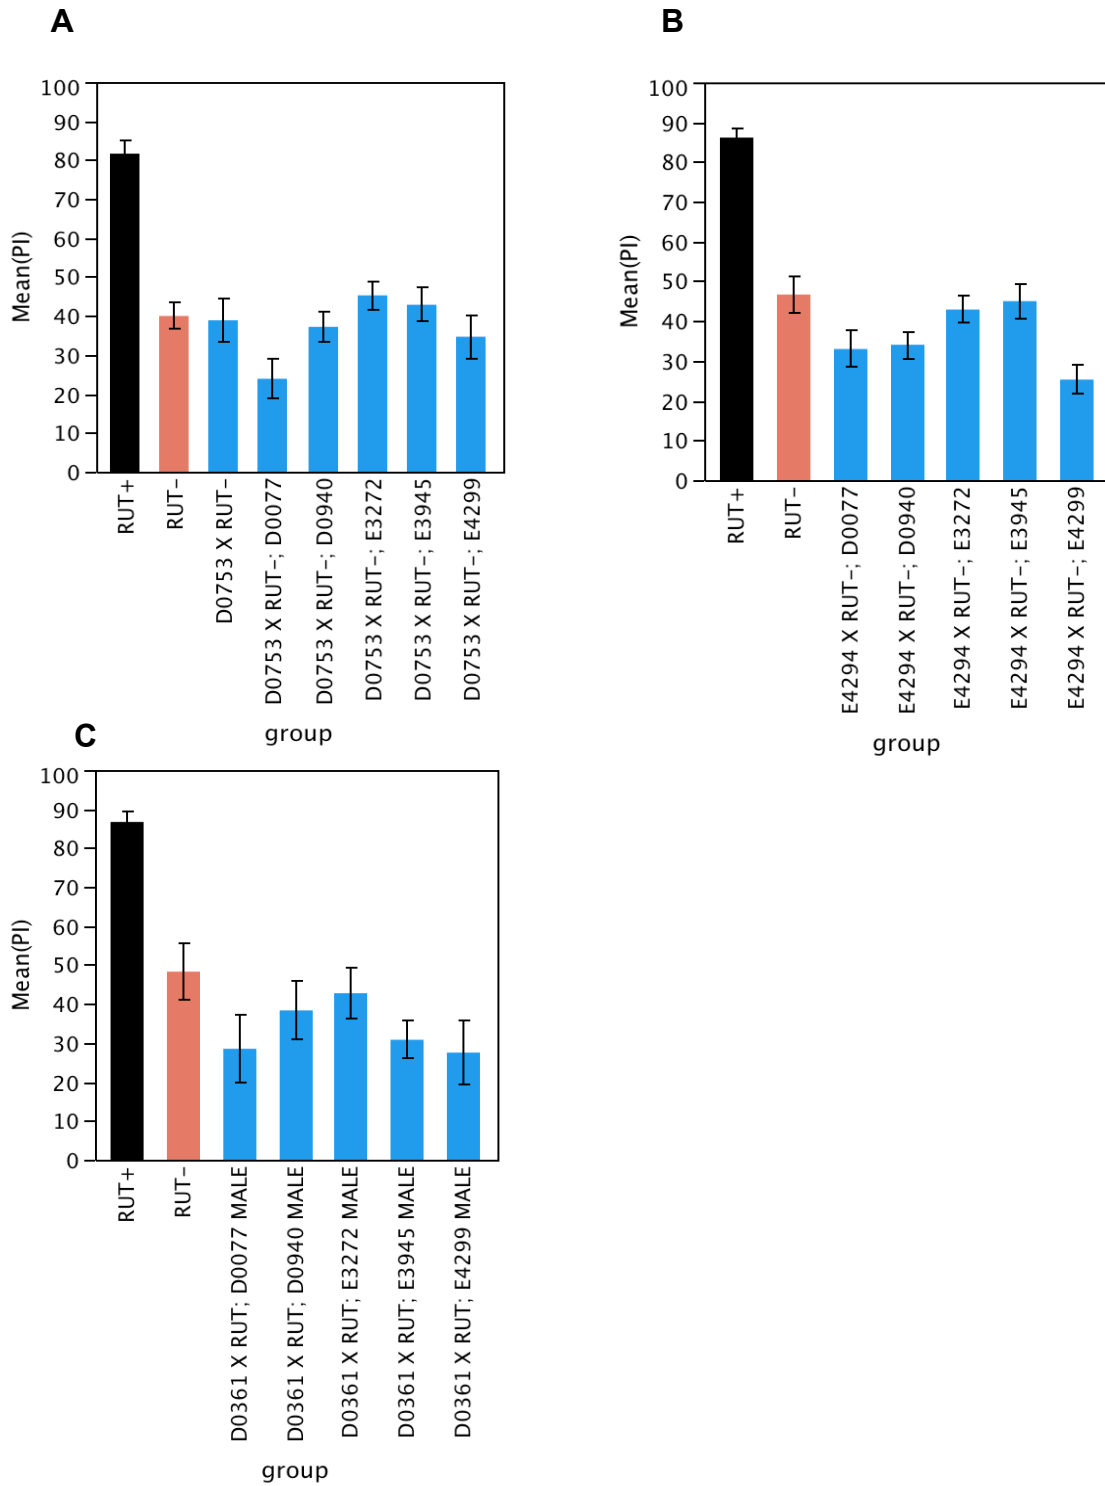 A
100
90
80
70
60
50
40
30
20
10
0
Mean(PI)
RUT+
RUT−
D0753 X RUT−
D0753 X RUT−; D0077
D0753 X RUT−; D0940
D0753 X RUT−; E3272
D0753 X RUT−; E3945
D0753 X RUT−; E4299
group
B
100
90
80
70
60
50
40
30
20
10
0
Mean(PI)
RUT+
RUT−
E4294 X RUT−; D0077
E4294 X RUT−; D0940
E4294 X RUT−; E3272
E4294 X RUT−; E3945
E4294 X RUT−; E4299
group
C
100
90
80
70
60
50
40
30
20
10
0
Mean(PI)
RUT+
RUT−
D0361 X RUT; D0077 MALE
D0361 X RUT; D0940 MALE
D0361 X RUT; E3272 MALE
D0361 X RUT; E3945 MALE
D0361 X RUT; E4299 MALE
group